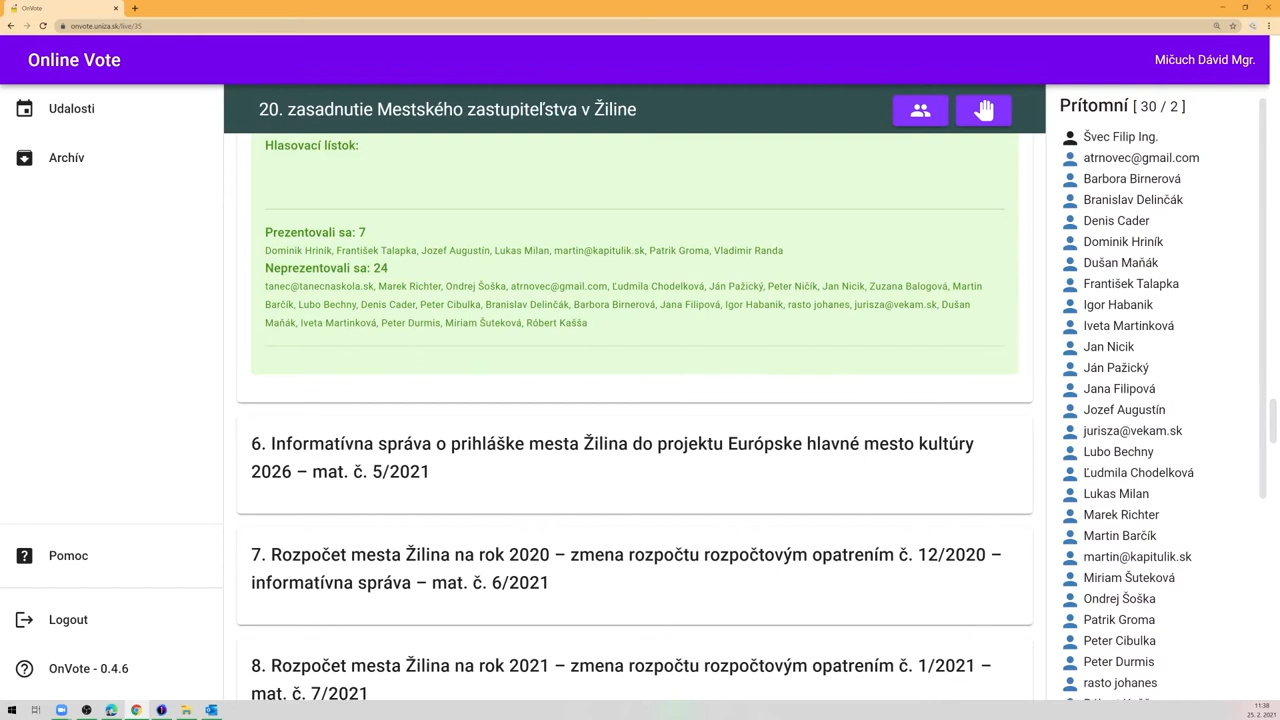 OnVote
onvote.uniza.sk/live/35
Online Vote
Mičuch Dávid Mgr.
Udalosti
Archív
Pomoc
Logout
OnVote - 0.4.6
20. zasadnutie Mestského zastupiteľstva v Žiline
Hlasovací lístok:
Prezentovali sa: 7
Dominik Hriník, František Talapka, Jozef Augustín, Lukas Milan, martin@kapitulik.sk, Patrik Groma, Vladimir Randa
Neprezentovali sa: 24
tanec@tanecnaskola.sk, Marek Richter, Ondrej Šoška, atrnovec@gmail.com, Ľudmila Chodelková, Ján Pažický, Peter Ničík, Jan Nicik, Zuzana Balogová, Martin
Barčík, Lubo Bechny, Denis Cader, Peter Cibulka, Branislav Delinčák, Barbora Birnerová, Jana Filipová, Igor Habanik, rasto johanes, jurisza@vekam.sk, Dušan
Maňák, Iveta Martinková, Peter Durmis, Miriam Šuteková, Róbert Kašša
6. Informatívna správa o prihláške mesta Žilina do projektu Európske hlavné mesto kultúry
2026 – mat. č. 5/2021
7. Rozpočet mesta Žilina na rok 2020 – zmena rozpočtu rozpočtovým opatrením č. 12/2020 –
informatívna správa – mat. č. 6/2021
8. Rozpočet mesta Žilina na rok 2021 – zmena rozpočtu rozpočtovým opatrením č. 1/2021 –
mat. č. 7/2021
Prítomní [ 30 / 2 ]
Švec Filip Ing.
atrnovec@gmail.com
Barbora Birnerová
Branislav Delinčák
Denis Cader
Dominik Hriník
Dušan Maňák
František Talapka
Igor Habanik
Iveta Martinková
Jan Nicik
Ján Pažický
Jana Filipová
Jozef Augustín
jurisza@vekam.sk
Lubo Bechny
Ľudmila Chodelková
Lukas Milan
Marek Richter
Martin Barčík
martin@kapitulik.sk
Miriam Šuteková
Ondrej Šoška
Patrik Groma
Peter Cibulka
Peter Durmis
rasto johanes
11:38
25. 2. 2021